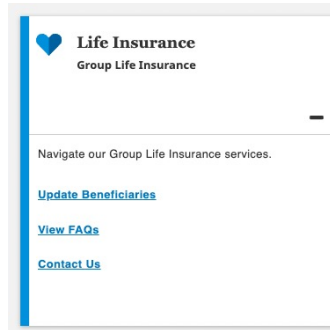 Life Insurance
Group Life Insurance
Navigate our Group Life Insurance services.
Update Beneficiaries
View FAQs
Contact Us